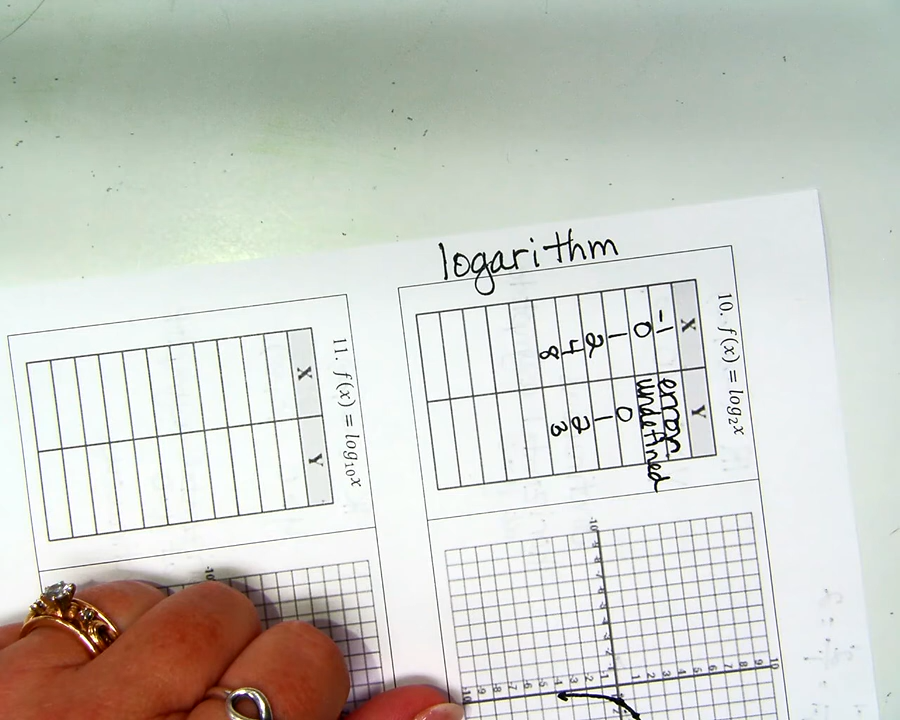 logarithm
10. f(x) = log₂x
X Y
-1 error
0 undefined
1 0
2 1
4 2
8 3
11. f(x) = log₁₀x
X Y